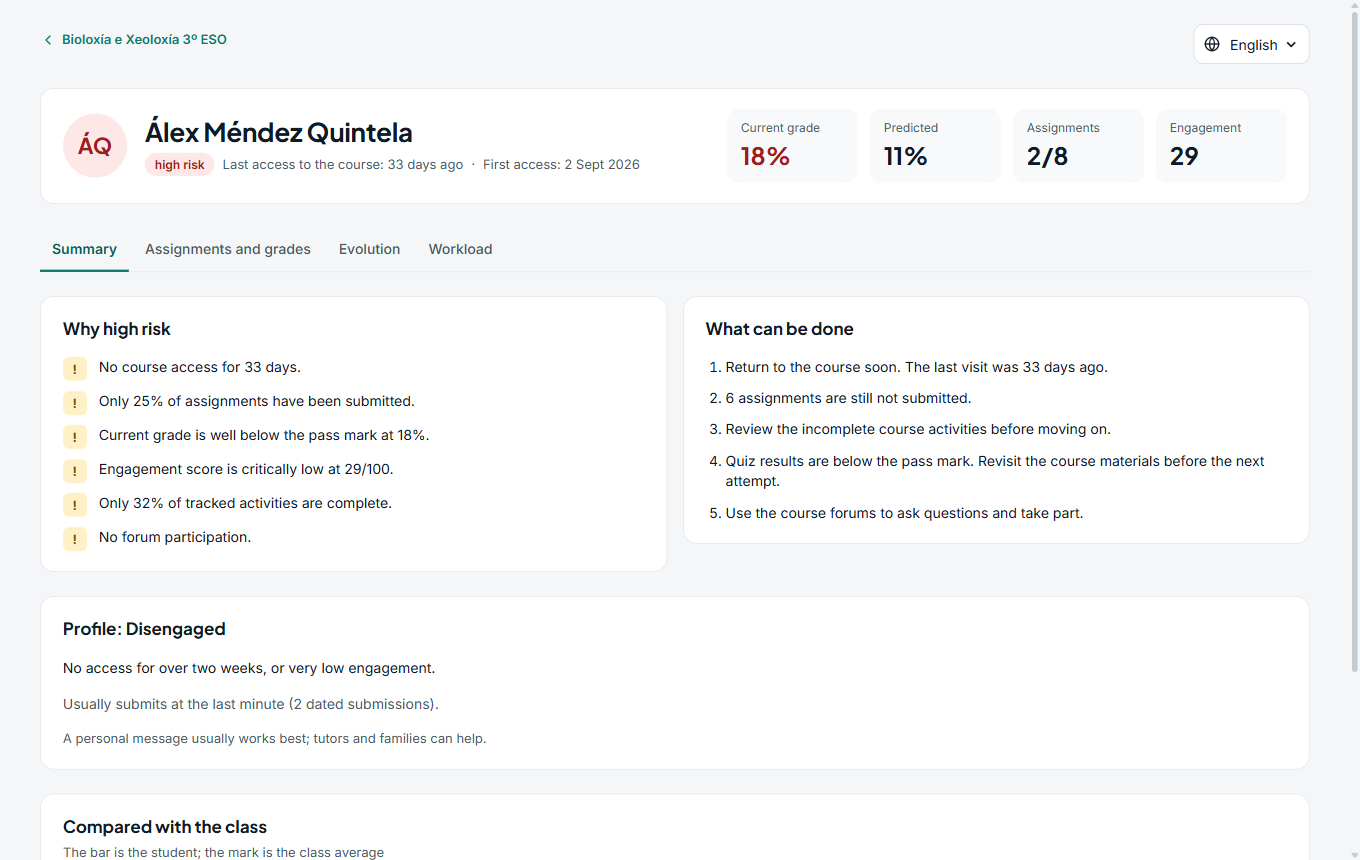 Bioloxía e Xeoloxía 3º ESO
English
ÁQ
Álex Méndez Quintela
high risk Last access to the course: 33 days ago · First access: 2 Sept 2026
Current grade
18%
Predicted
11%
Assignments
2/8
Engagement
29
Summary Assignments and grades Evolution Workload
Why high risk
! No course access for 33 days.
! Only 25% of assignments have been submitted.
! Current grade is well below the pass mark at 18%.
! Engagement score is critically low at 29/100.
! Only 32% of tracked activities are complete.
! No forum participation.
What can be done
1. Return to the course soon. The last visit was 33 days ago.
2. 6 assignments are still not submitted.
3. Review the incomplete course activities before moving on.
4. Quiz results are below the pass mark. Revisit the course materials before the next
attempt.
5. Use the course forums to ask questions and take part.
Profile: Disengaged
No access for over two weeks, or very low engagement.
Usually submits at the last minute (2 dated submissions).
A personal message usually works best; tutors and families can help.
Compared with the class
The bar is the student; the mark is the class average